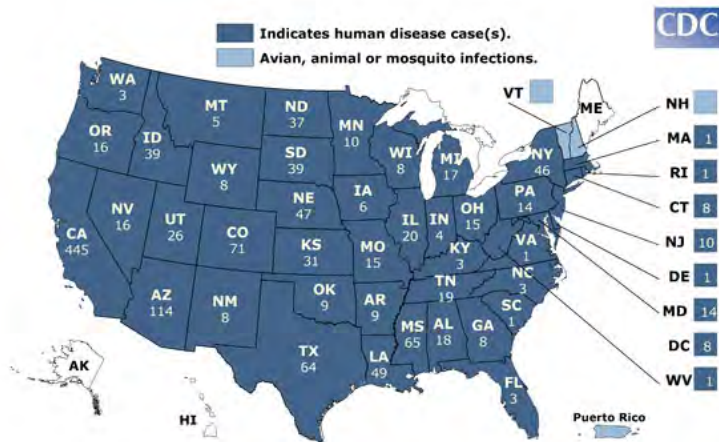 Indicates human disease case(s).
Avian, animal or mosquito infections.
CDC
WA
3
OR
16
CA
445
NV
16
ID
39
MT
5
WY
8
UT
26
AZ
114
CO
71
NM
8
ND
37
SD
39
NE
47
KS
31
OK
9
TX
64
MN
10
IA
6
MO
15
AR
9
LA
49
WI
8
IL
20
MS
65
MI
17
IN
4
OH
15
KY
3
TN
19
AL
18
GA
8
FL
3
SC
1
NC
3
VA
1
PA
14
NY
46
VT
ME
NH
MA 1
RI 1
CT 8
NJ 10
DE 1
MD 14
DC 8
WV 1
AK
HI
Puerto Rico